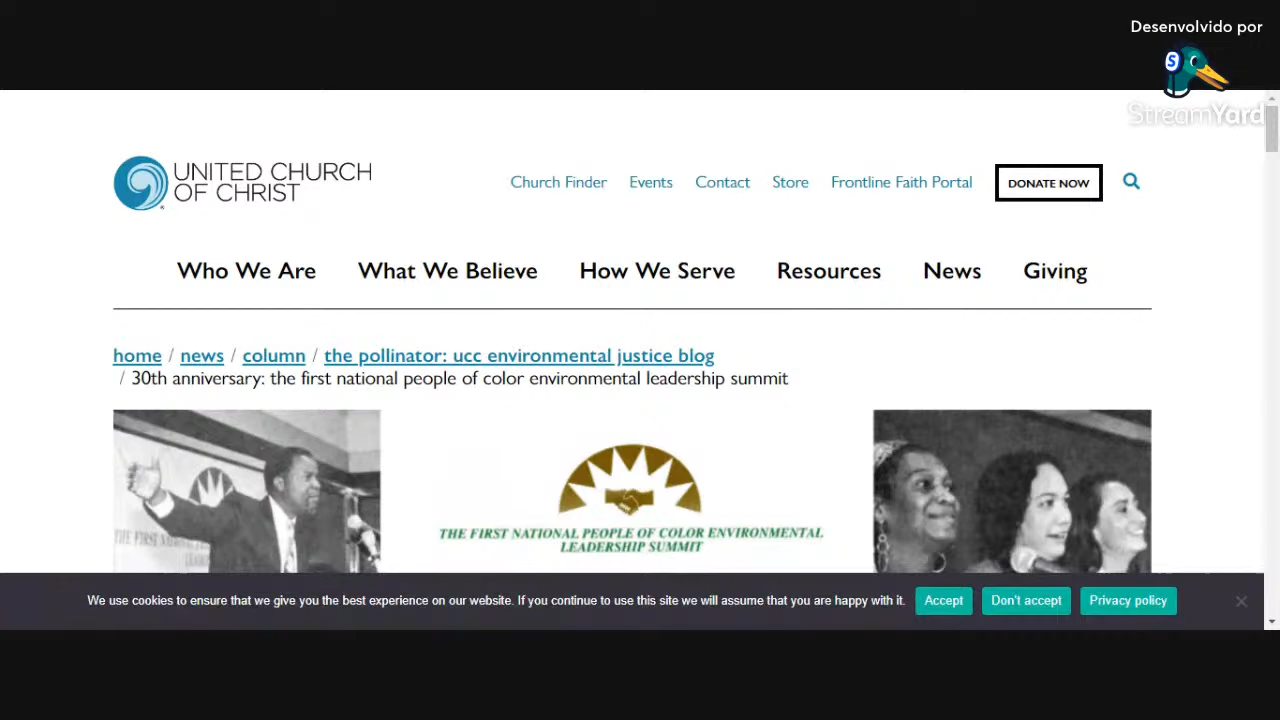 Desenvolvido por
S
StreamYard
UNITED CHURCH
OF CHRIST
Church Finder Events Contact Store Frontline Faith Portal DONATE NOW
Who We Are What We Believe How We Serve Resources News Giving
home / news / column / the pollinator: ucc environmental justice blog
/ 30th anniversary: the first national people of color environmental leadership summit
THE FIRST NATIONAL PEOPLE OF COLOR ENVIRONMENTAL
LEADERSHIP SUMMIT
THE FIRST
We use cookies to ensure that we give you the best experience on our website. If you continue to use this site we will assume that you are happy with it. Accept Don't accept Privacy policy